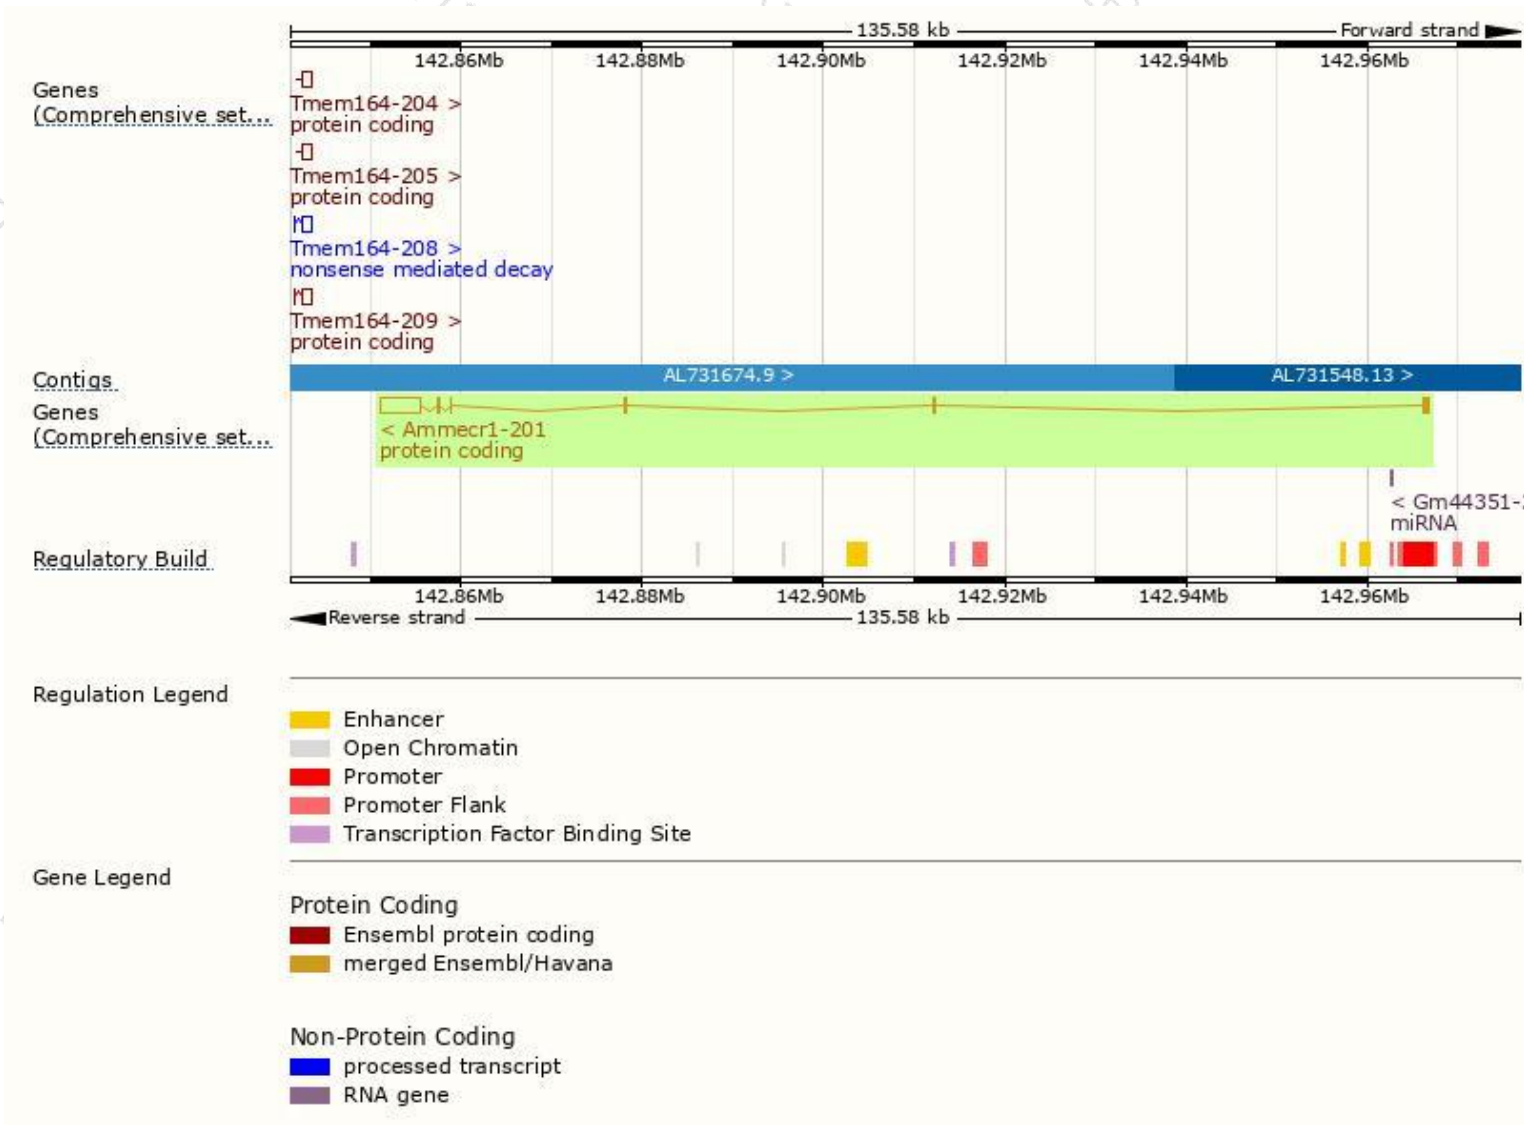 135.58 kb
Forward strand
142.86Mb 142.88Mb 142.90Mb 142.92Mb 142.94Mb 142.96Mb
Genes
(Comprehensive set...
Tmem164-204 >
protein coding
Tmem164-205 >
protein coding
Tmem164-208 >
nonsense mediated decay
Tmem164-209 >
protein coding
Contigs
AL731674.9 >
AL731548.13 >
Genes
(Comprehensive set...
< Ammecr1-201
protein coding
< Gm44351-
miRNA
Regulatory Build
142.86Mb 142.88Mb 142.90Mb 142.92Mb 142.94Mb 142.96Mb
Reverse strand
135.58 kb
Regulation Legend
Enhancer
Open Chromatin
Promoter
Promoter Flank
Transcription Factor Binding Site
Gene Legend
Protein Coding
Ensembl protein coding
merged Ensembl/Havana
Non-Protein Coding
processed transcript
RNA gene